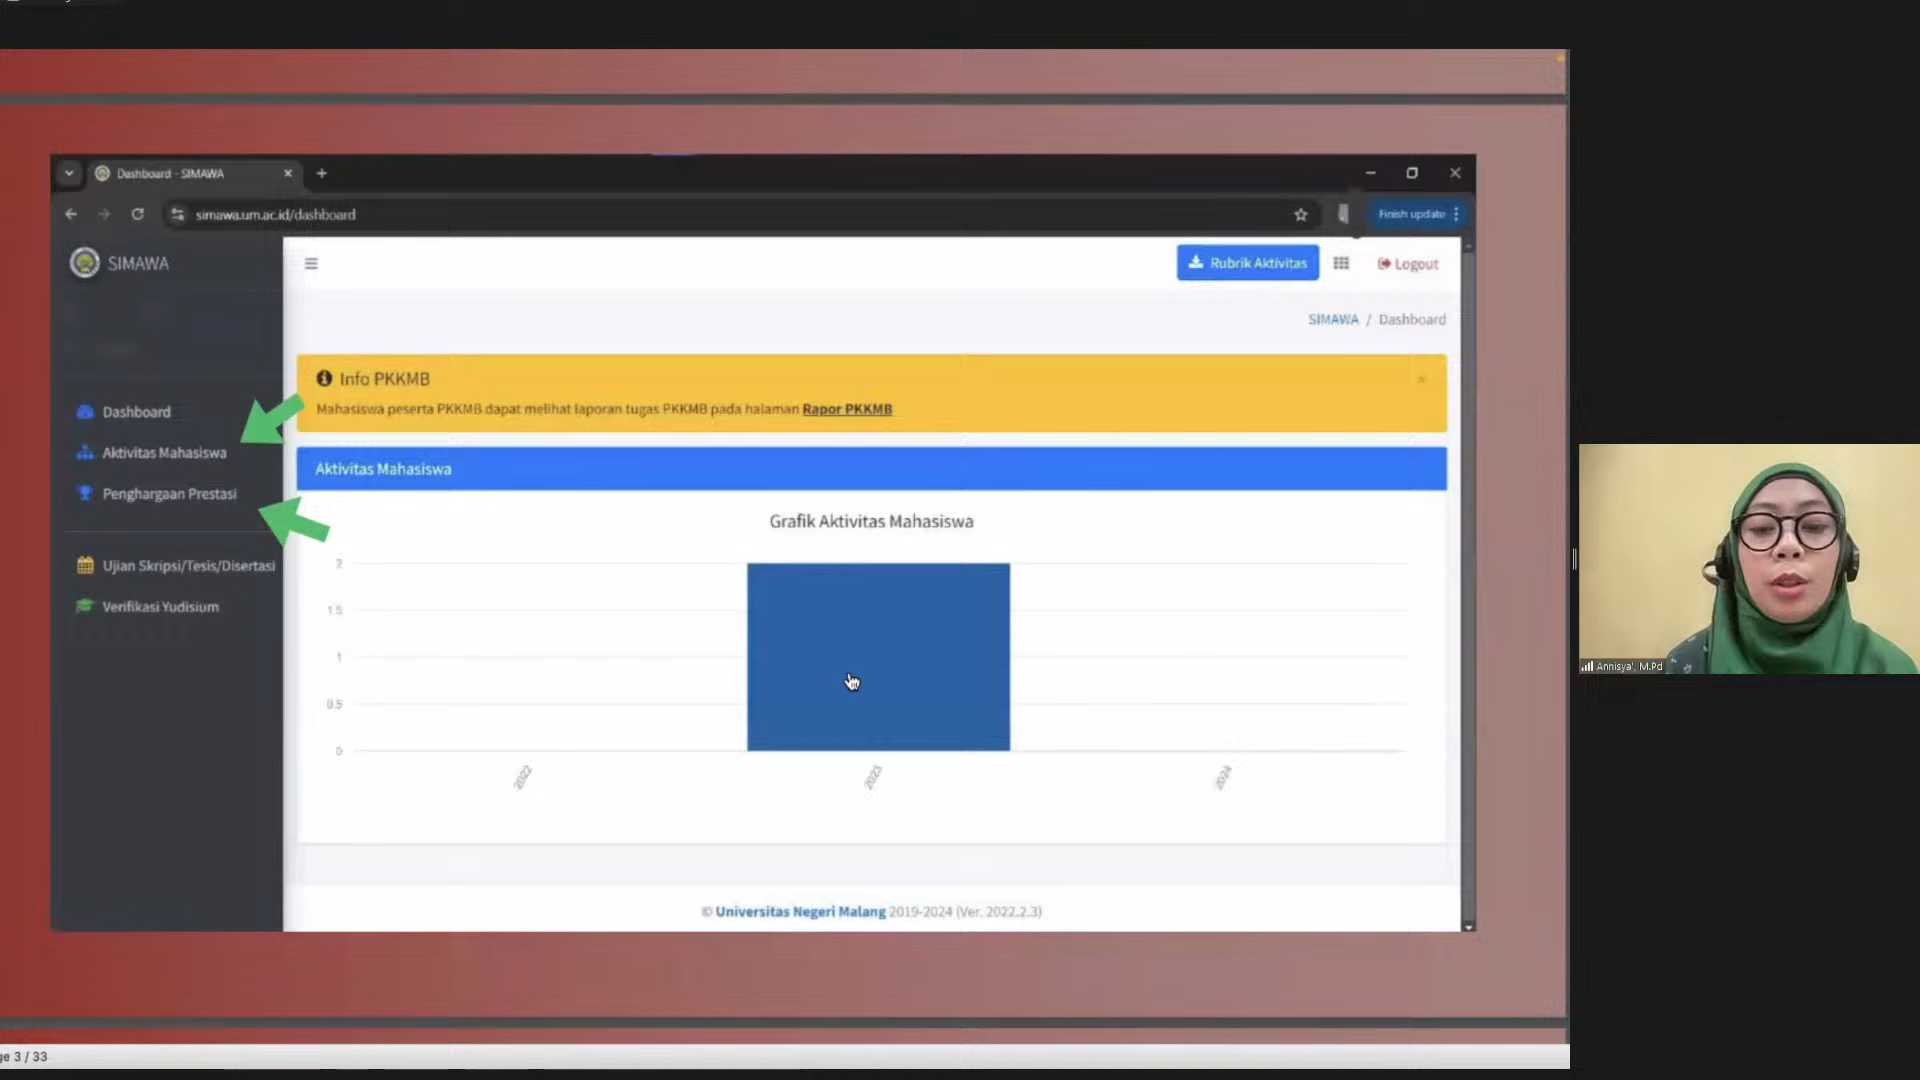 Dashboard - SIMAWA
simawa.um.ac.id/dashboard
Finish update
SIMAWA
Rubrik Aktivitas
Logout
SIMAWA / Dashboard
Info PKKMB
Mahasiswa peserta PKKMB dapat melihat laporan tugas PKKMB pada halaman Rapor PKKMB
Dashboard
Aktivitas Mahasiswa
Penghargaan Prestasi
Ujian Skripsi/Tesis/Disertasi
Verifikasi Yudisium
Aktivitas Mahasiswa
Grafik Aktivitas Mahasiswa
2
1.5
1
0.5
0
2022
2023
2024
© Universitas Negeri Malang 2019-2024 (Ver. 2022.2.3)
Annisya', M.Pd
3 / 33